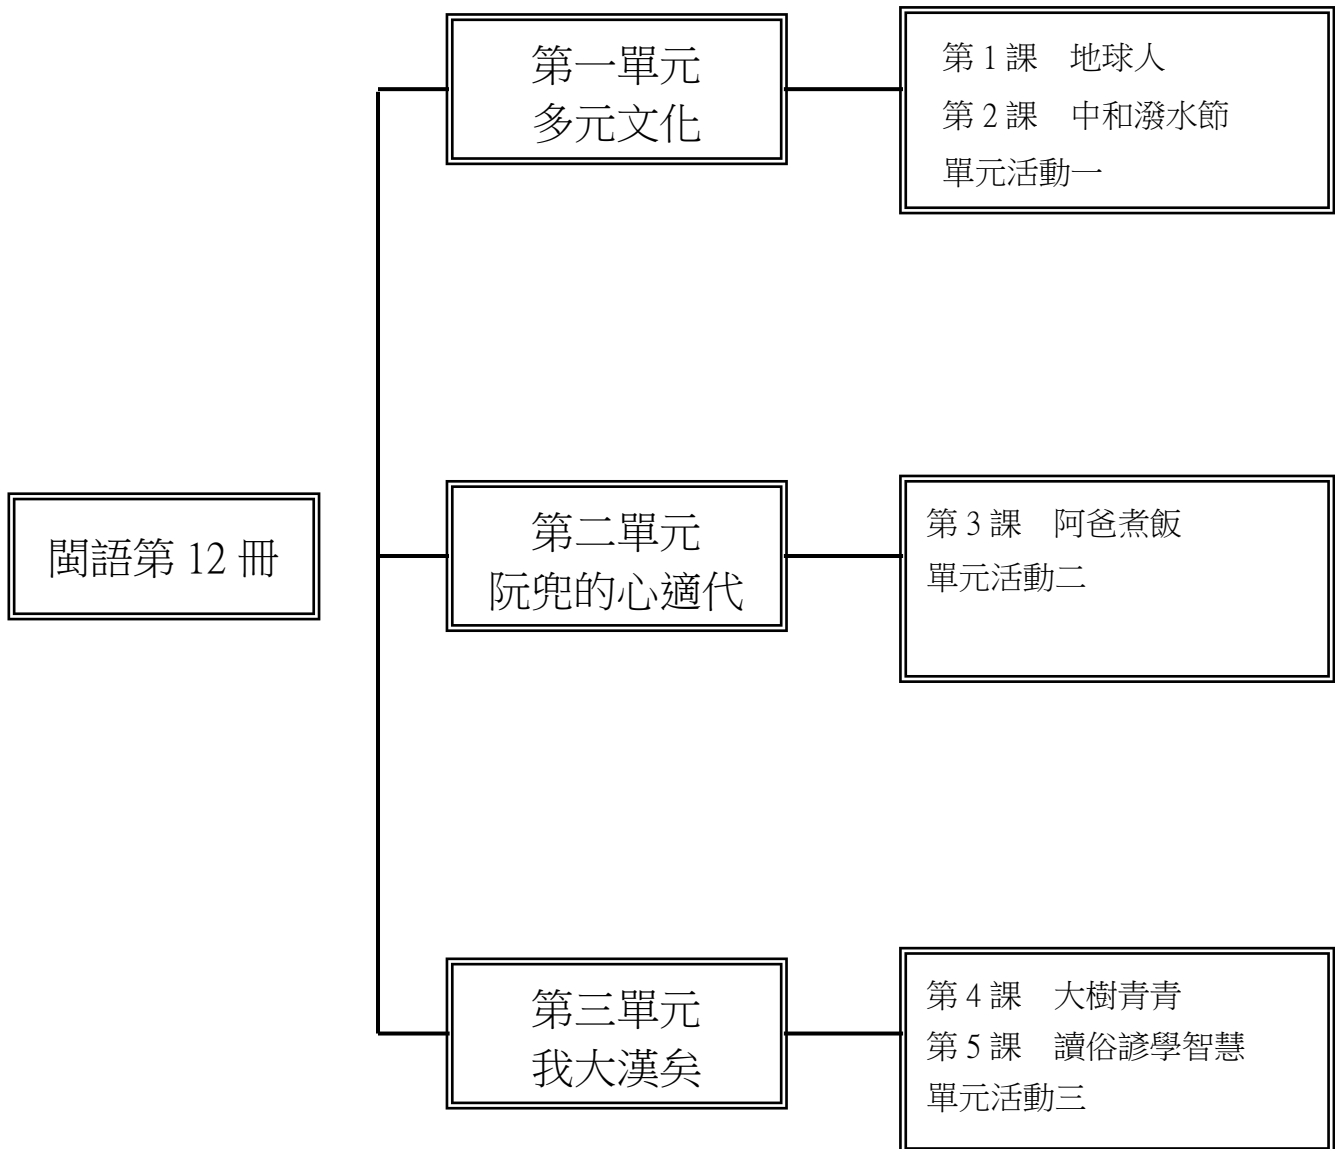 閩語第 12 冊
第一單元
多元文化
第 1 課　地球人
第 2 課　中和潑水節
單元活動一
第二單元
阮兜的心適代
第 3 課　阿爸煮飯
單元活動二
第三單元
我大漢矣
第 4 課　大樹青青
第 5 課　讀俗諺學智慧
單元活動三